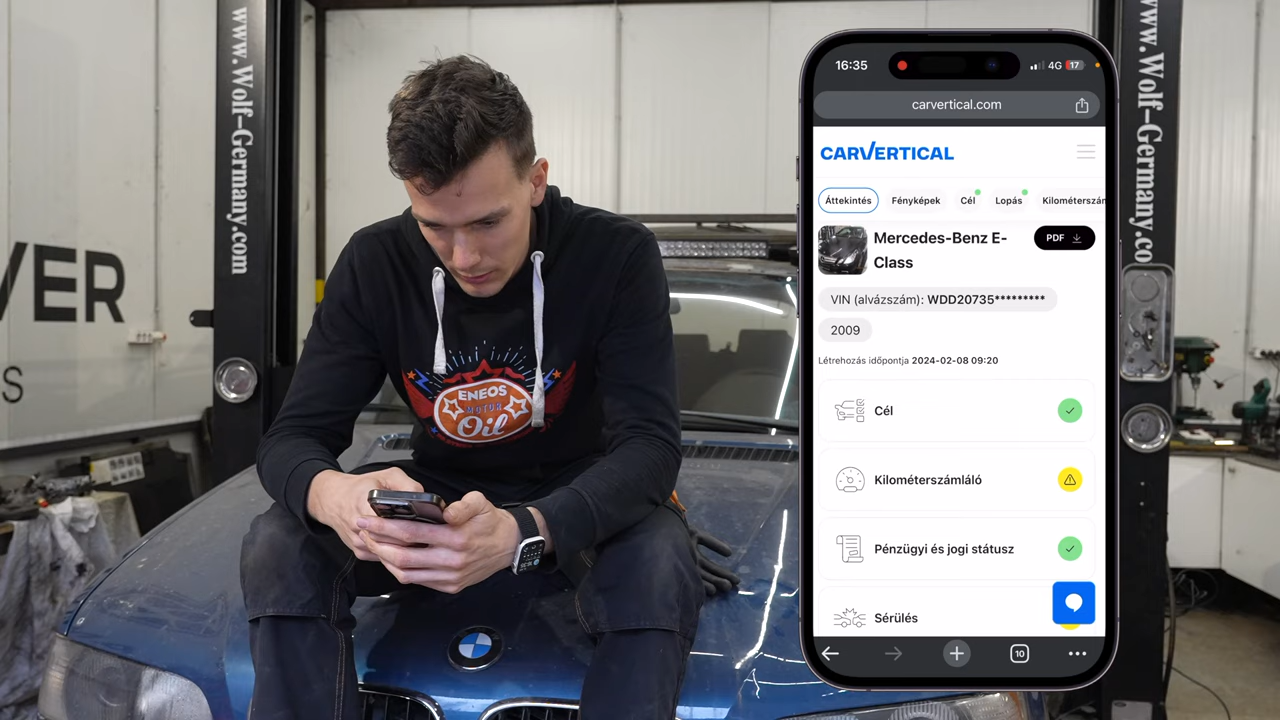 www.Wolf-Germany.com
VER
S
ENEOS
MOTOR
Oil
16:35
4G
17
carvertical.com
CARVERTICAL
Áttekintés
Fényképek
Cél
Lopás
Kilométerszám
Mercedes-Benz E-
Class
PDF
VIN (alvázszám): WDD20735*********
2009
Létrehozás időpontja 2024-02-08 09:20
Cél
Kilométerszámláló
Pénzügyi és jogi státusz
Sérülés
10
www.Wolf-Germany.co